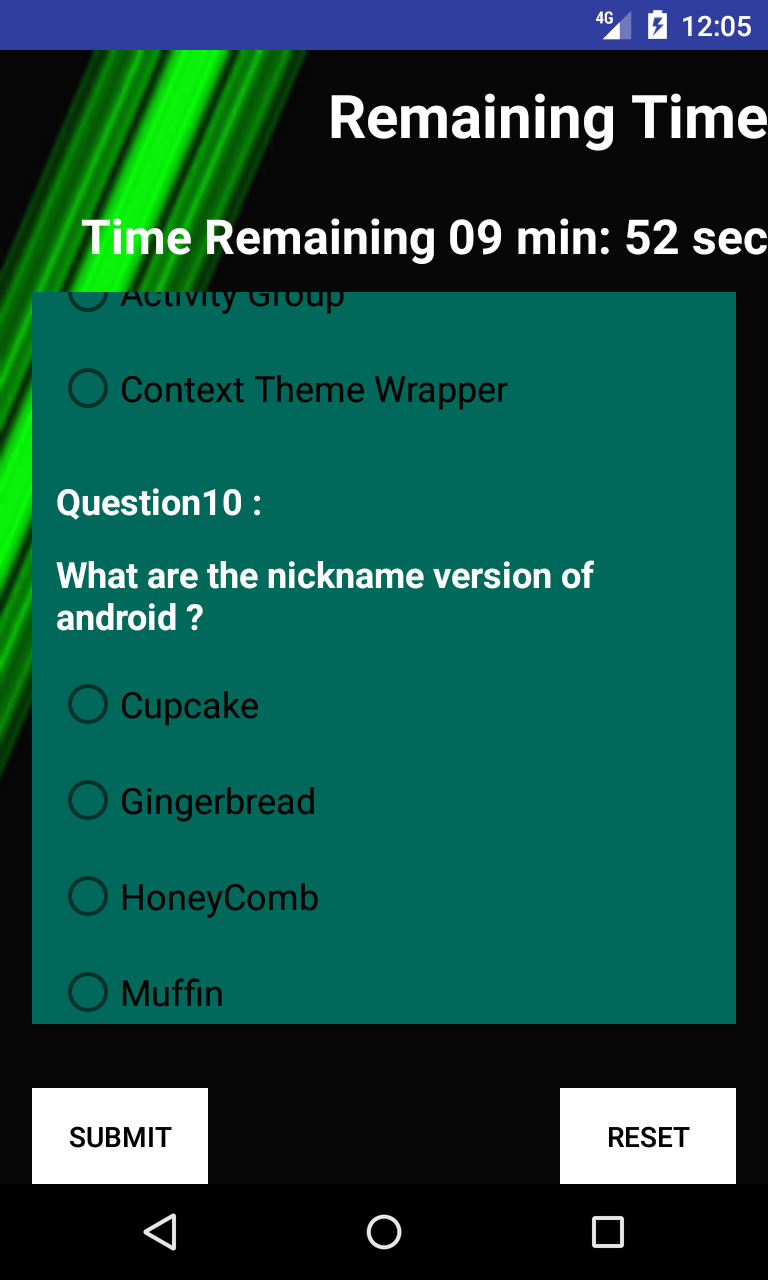 4G 12:05
Remaining Time
Time Remaining 09 min: 52 sec
Activity Group
Context Theme Wrapper
Question10 :
What are the nickname version of
android ?
Cupcake
Gingerbread
HoneyComb
Muffin
SUBMIT RESET